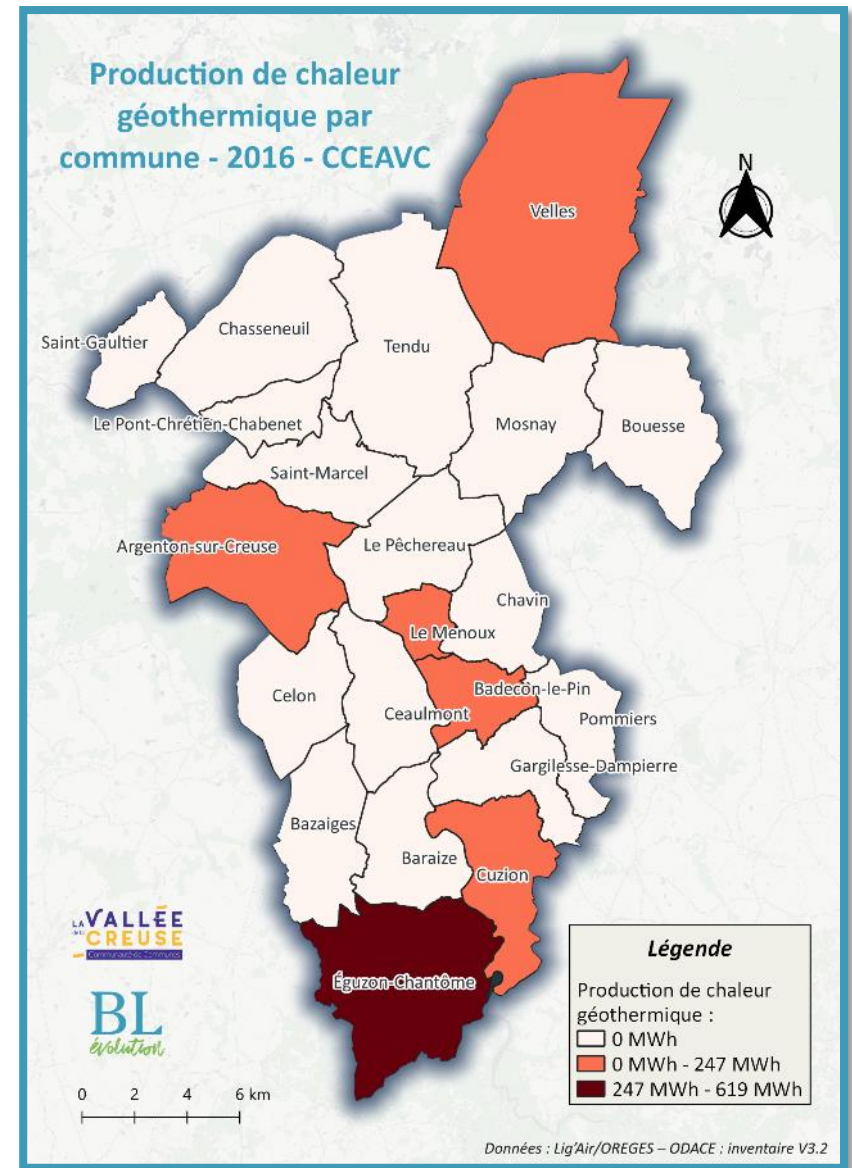 Production de chaleur
géothermique par
commune - 2016 - CCEAVC
N
Velles
Saint-Gaultier
Chasseneuil
Tendu
Le Pont-Chrétien-Chabenet
Mosnay
Bouesse
Saint-Marcel
Argenton-sur-Creuse
Le Pêchereau
Chavin
Le Menoux
Celon
Ceaulmont
Badecon-le-Pin
Pommiers
Gargilesse-Dampierre
Bazaiges
Baraize
Cuzion
Éguzon-Chantôme
LA VALLÉE
DE LA CREUSE
Communauté de Communes
BL
évolution
0 2 4 6 km
Légende
Production de chaleur
géothermique :
0 MWh
0 MWh - 247 MWh
247 MWh - 619 MWh
Données : Lig'Air/OREGES – ODACE : inventaire V3.2